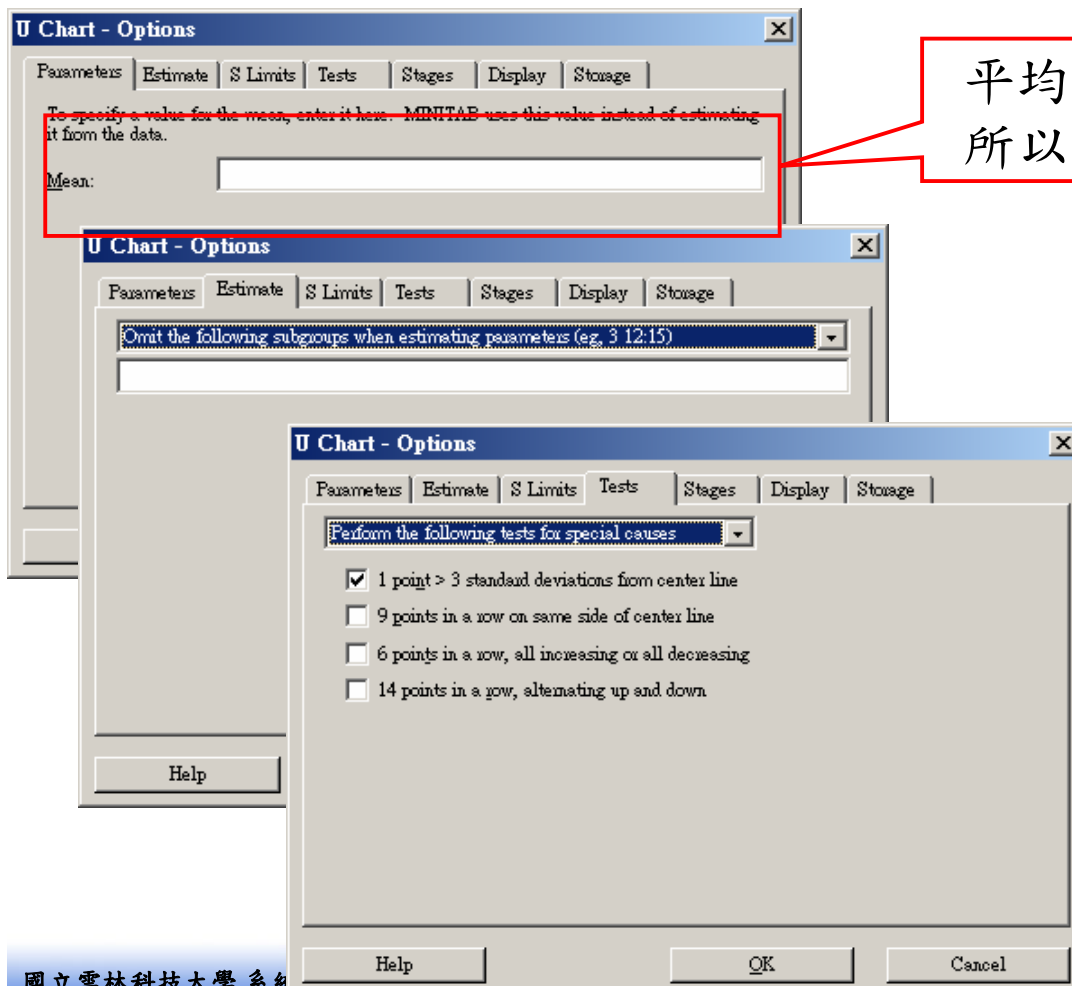 U Chart - Options
Parameters Estimate S Limits Tests Stages Display Storage
To specify a value for the mean, enter it here. MINITAB uses this value instead of estimating
it from the data.
Mean:
平均
所以
U Chart - Options
Parameters Estimate S Limits Tests Stages Display Storage
Omit the following subgroups when estimating parameters (eg, 3 12:15)
Help
U Chart - Options
Parameters Estimate S Limits Tests Stages Display Storage
Perform the following tests for special causes
1 point > 3 standard deviations from center line
9 points in a row on same side of center line
6 points in a row, all increasing or all decreasing
14 points in a row, alternating up and down
Help OK Cancel
國立雲林科技大學 系統